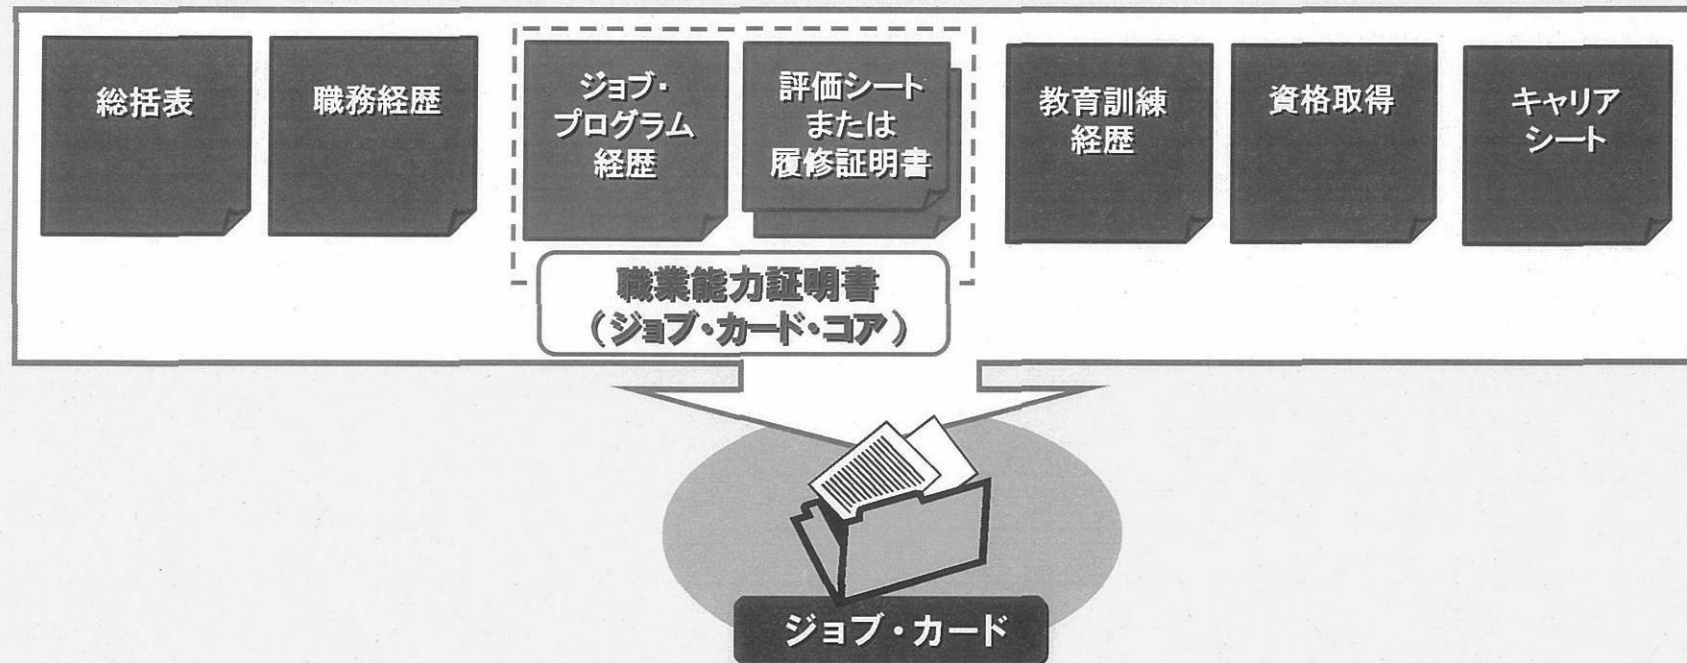 総括表
職務経歴
ジョブ・
プログラム
経歴
評価シート
または
履修証明書
教育訓練
経歴
資格取得
キャリア
シート
職業能力証明書
（ジョブ・カード・コア）
ジョブ・カード